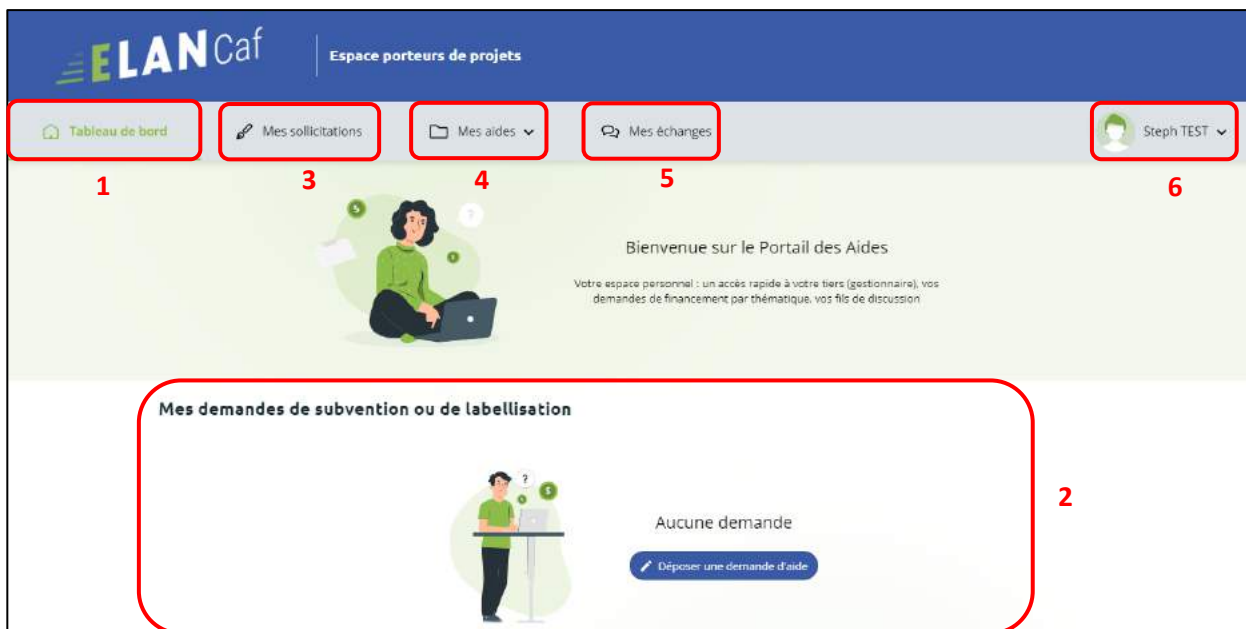 ELANCaf
Espace porteurs de projets
Tableau de bord
Mes sollicitations
Mes aides
Mes échanges
Steph TEST
1
3
4
5
6
$
?
Bienvenue sur le Portail des Aides
Votre espace personnel : un accès rapide à votre tiers (gestionnaire), vos
demandes de financement par thématique, vos fils de discussion
Mes demandes de subvention ou de labellisation
?
$
2
Aucune demande
Déposer une demande d'aide